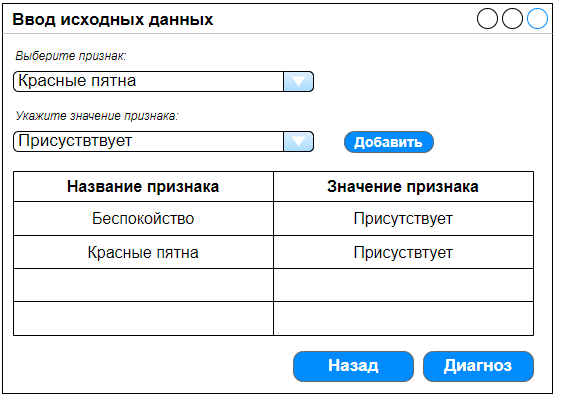 Ввод исходных данных
Выберите признак:
Красные пятна
Укажите значение признака:
Присуствтвует
Добавить
Название признака Значение признака
Беспокойство Присутствует
Красные пятна Присуствтует
Назад Диагноз